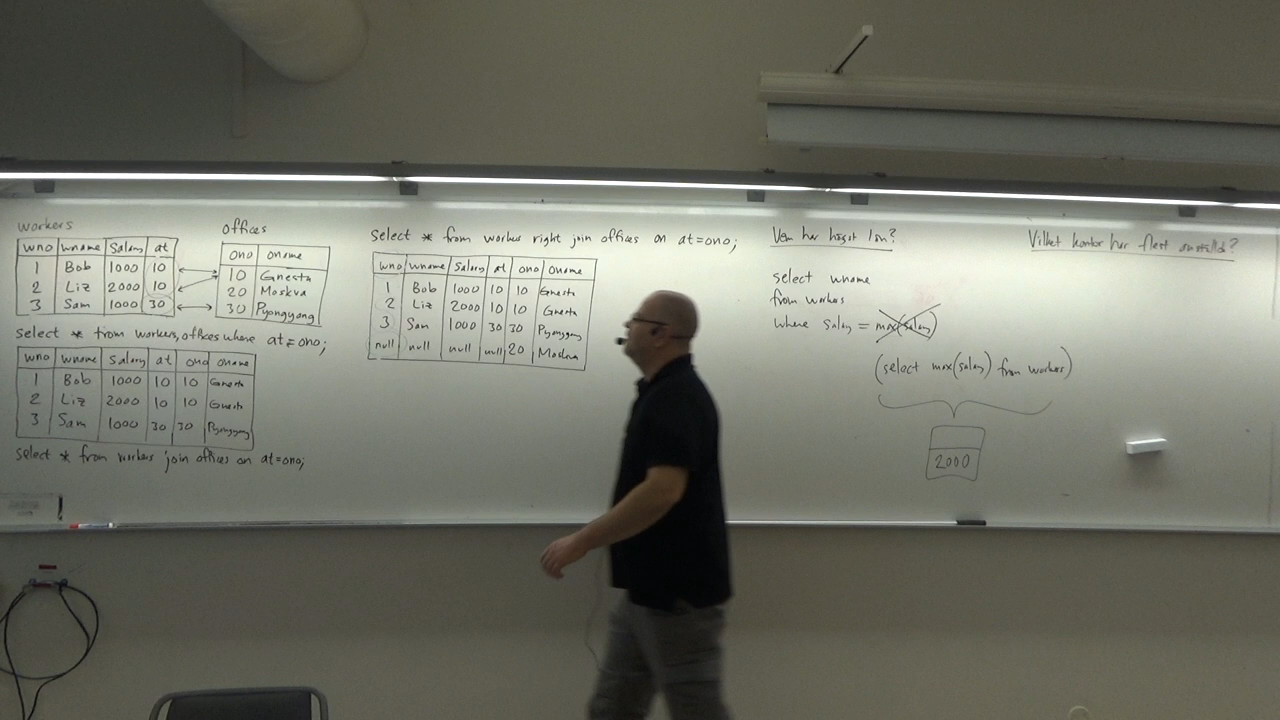 workers
wno wname Salary at
1 Bob 1000 10
2 Liz 2000 10
3 Sam 1000 30
offices
ono oname
10 Gnesta
20 Moskva
30 Pyongyang
select * from workers, offices where at=ono;
wno wname Salary at ono oname
1 Bob 1000 10 10 Gnesta
2 Liz 2000 10 10 Gnesta
3 Sam 1000 30 30 Pyongyang
select * from workers join offices on at=ono;
select * from workers right join offices on at=ono;
wno wname Salary at ono oname
1 Bob 1000 10 10 Gnesta
2 Liz 2000 10 10 Gnesta
3 Sam 1000 30 30 Pyongyang
null null null null 20 Moskva
Vem har högst lön?
select wname
from workers
where salary = max(salary)
(select max(salary) from workers)
2000
Vilket kontor har flest anställda?